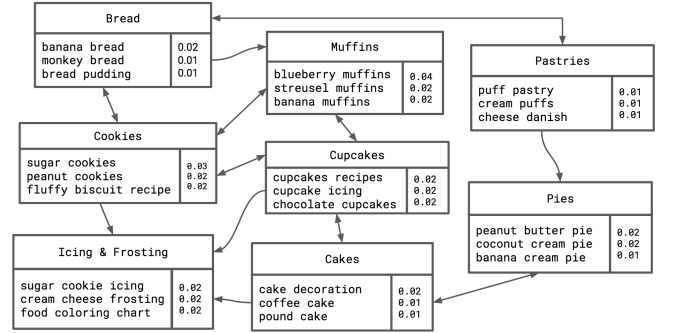 Bread
banana bread 0.02
monkey bread 0.01
bread pudding 0.01
Muffins
blueberry muffins 0.04
streusel muffins 0.02
banana muffins 0.02
Pastries
puff pastry 0.01
cream puffs 0.01
cheese danish 0.01
Cookies
sugar cookies 0.03
peanut cookies 0.02
fluffy biscuit recipe 0.02
Cupcakes
cupcakes recipes 0.02
cupcake icing 0.02
chocolate cupcakes 0.02
Pies
peanut butter pie 0.02
coconut cream pie 0.02
banana cream pie 0.01
Icing & Frosting
sugar cookie icing 0.02
cream cheese frosting 0.02
food coloring chart 0.02
Cakes
cake decoration 0.02
coffee cake 0.01
pound cake 0.01